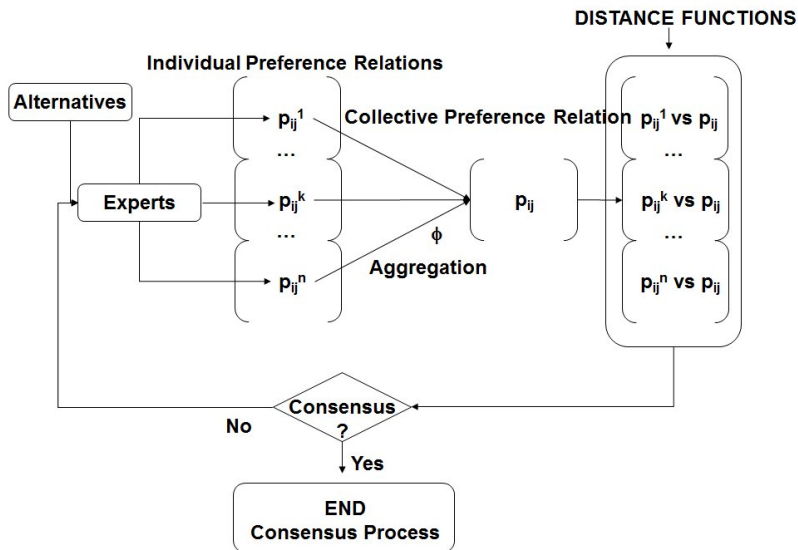 DISTANCE FUNCTIONS
Individual Preference Relations
Alternatives
p_ij^1
Collective Preference Relation
p_ij^1 vs p_ij
...
...
Experts
p_ij^k
p_ij
p_ij^k vs p_ij
...
ϕ
...
Aggregation
p_ij^n
p_ij^n vs p_ij
Consensus
?
No
Yes
END
Consensus Process